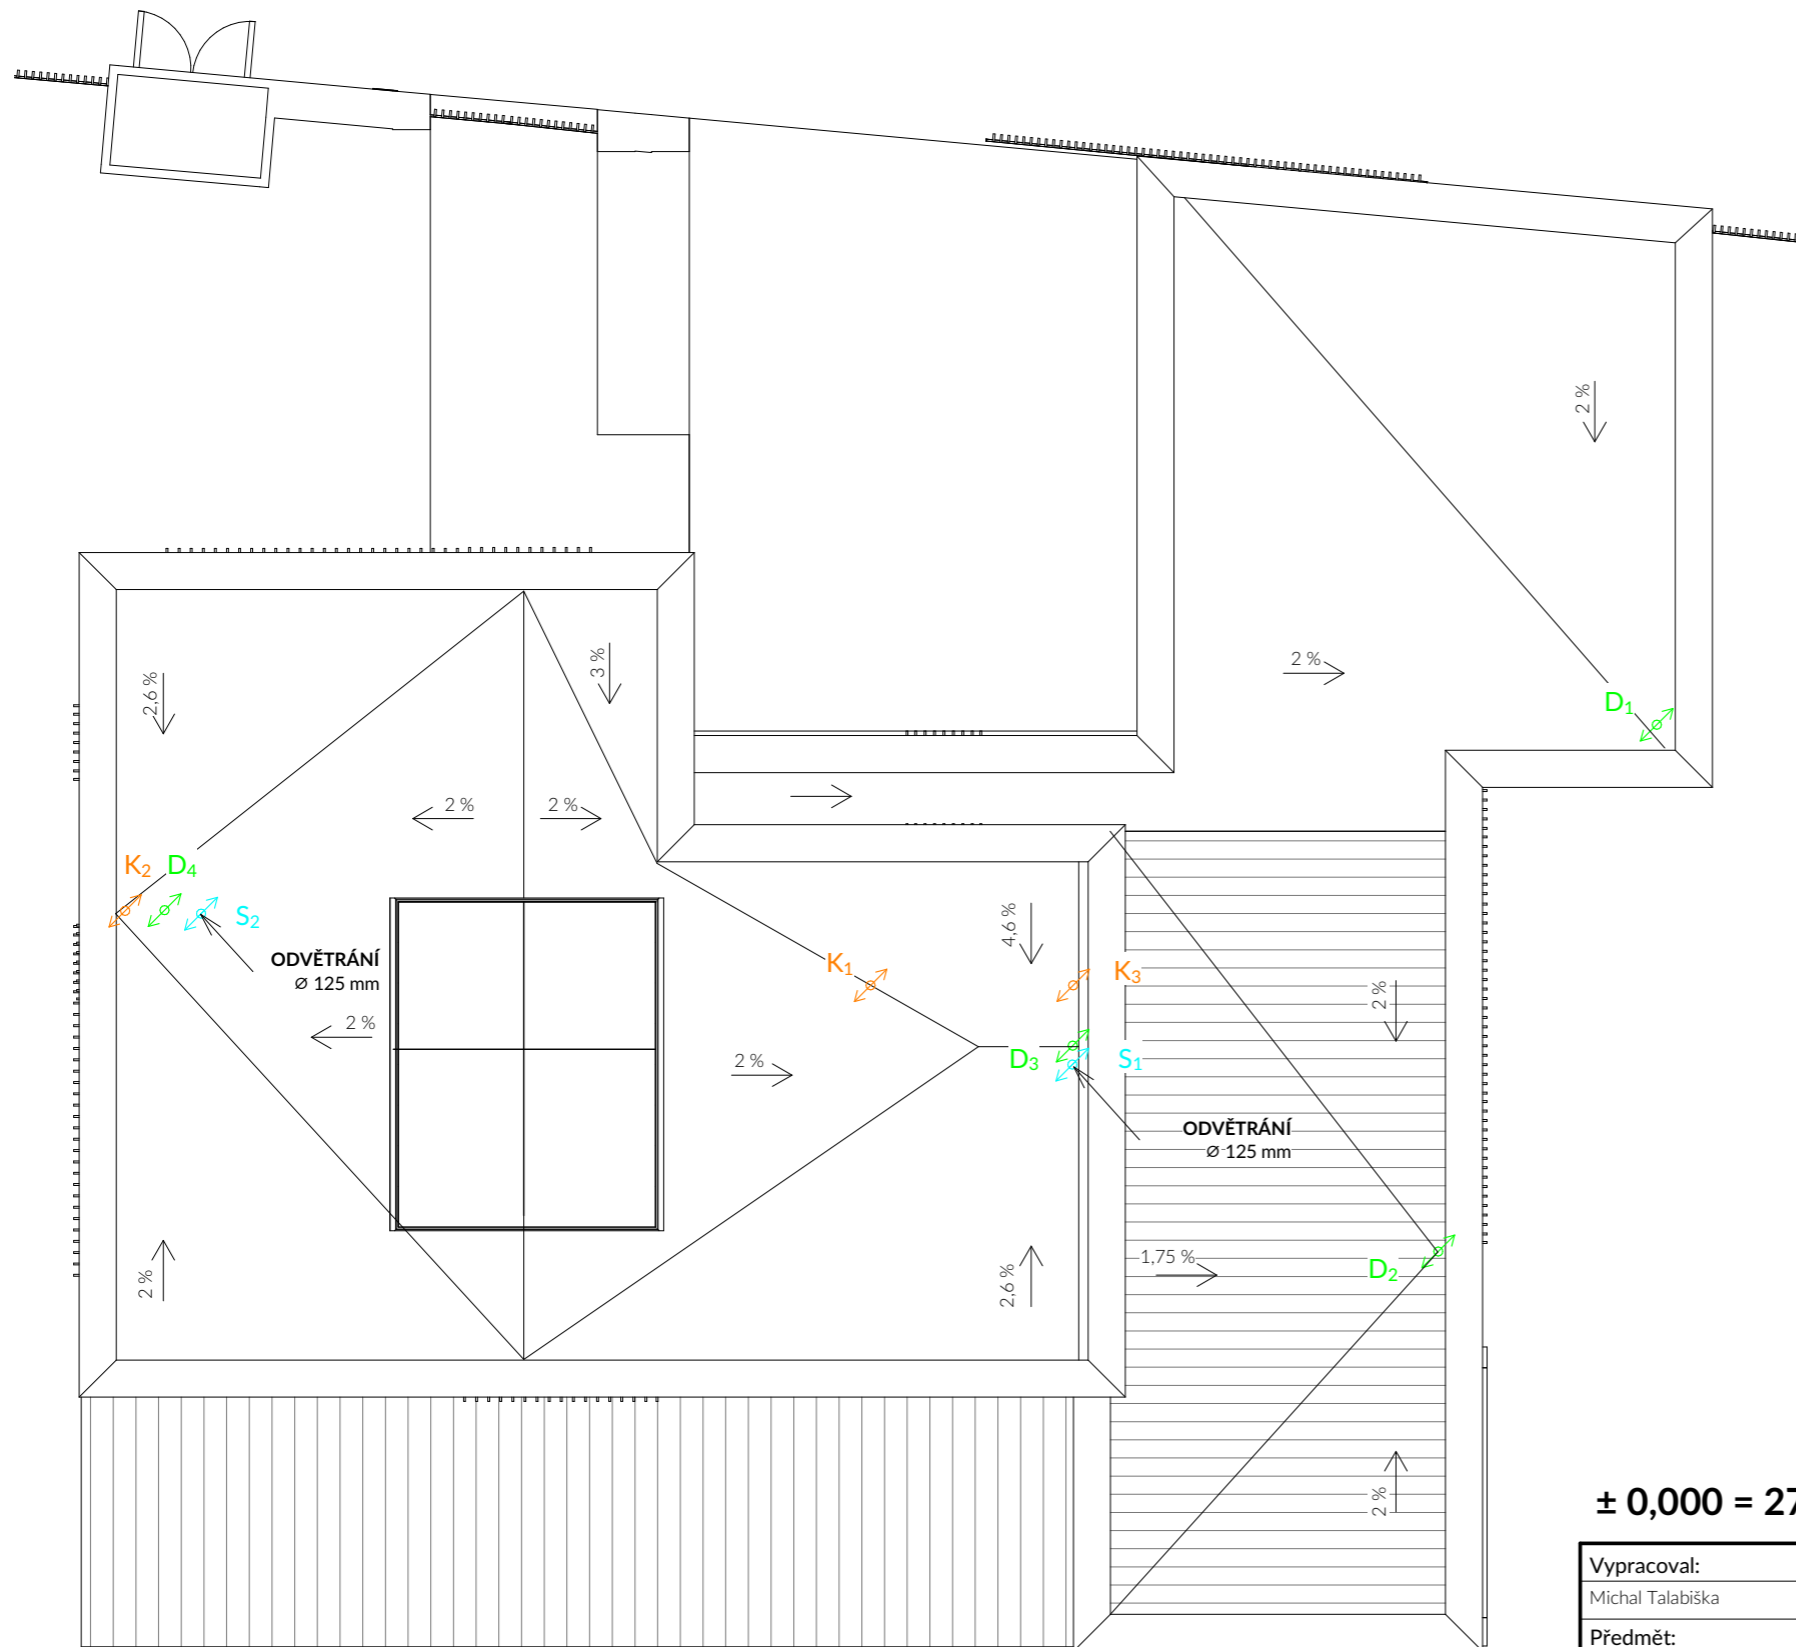 2 %
2 %
D1
2,6 %
3 %
2 %
2 %
K2
D4
S2
ODVĚTRÁNÍ
Ø 125 mm
2 %
K1
4,6 %
K3
2 %
2 %
D3
S1
ODVĚTRÁNÍ
Ø 125 mm
2 %
2,6 %
1,75 %
D2
2 %
± 0,000 = 27
Vypracoval:
Michal Talabiška
Předmět: